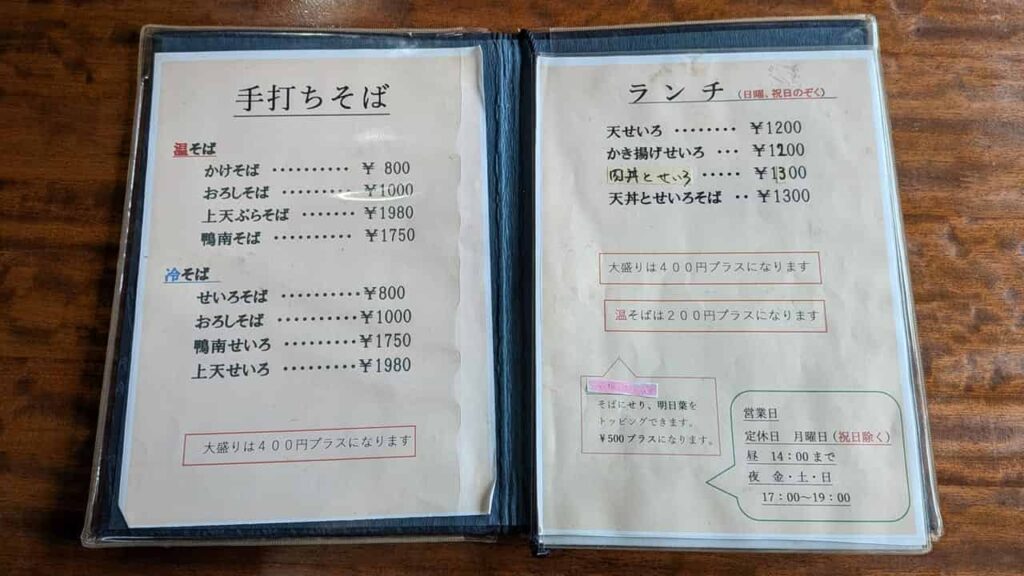 手打ちそば
温そば
かけそば ·········· ¥ 800
おろしそば ·········· ¥1000
上天ぷらそば ········ ¥1980
鴨南そば ·········· ¥1750
冷そば
せいろそば ·········· ¥800
おろしそば ·········· ¥1000
鴨南せいろ ········· ¥1750
上天せいろ ········· ¥1980
大盛りは400円プラスになります
ランチ (日曜、祝日のぞく)
天せいろ ········ ¥1200
かき揚げせいろ ··· ¥1200
肉丼とせいろ ····· ¥1300
天丼とせいろそば ·· ¥1300
大盛りは400円プラスになります
温そばは200円プラスになります
そばにせり、明日葉を
トッピングできます。
¥500プラスになります。
営業日
定休日 月曜日(祝日除く)
昼 14:00まで
夜 金・土・日
17:00~19:00